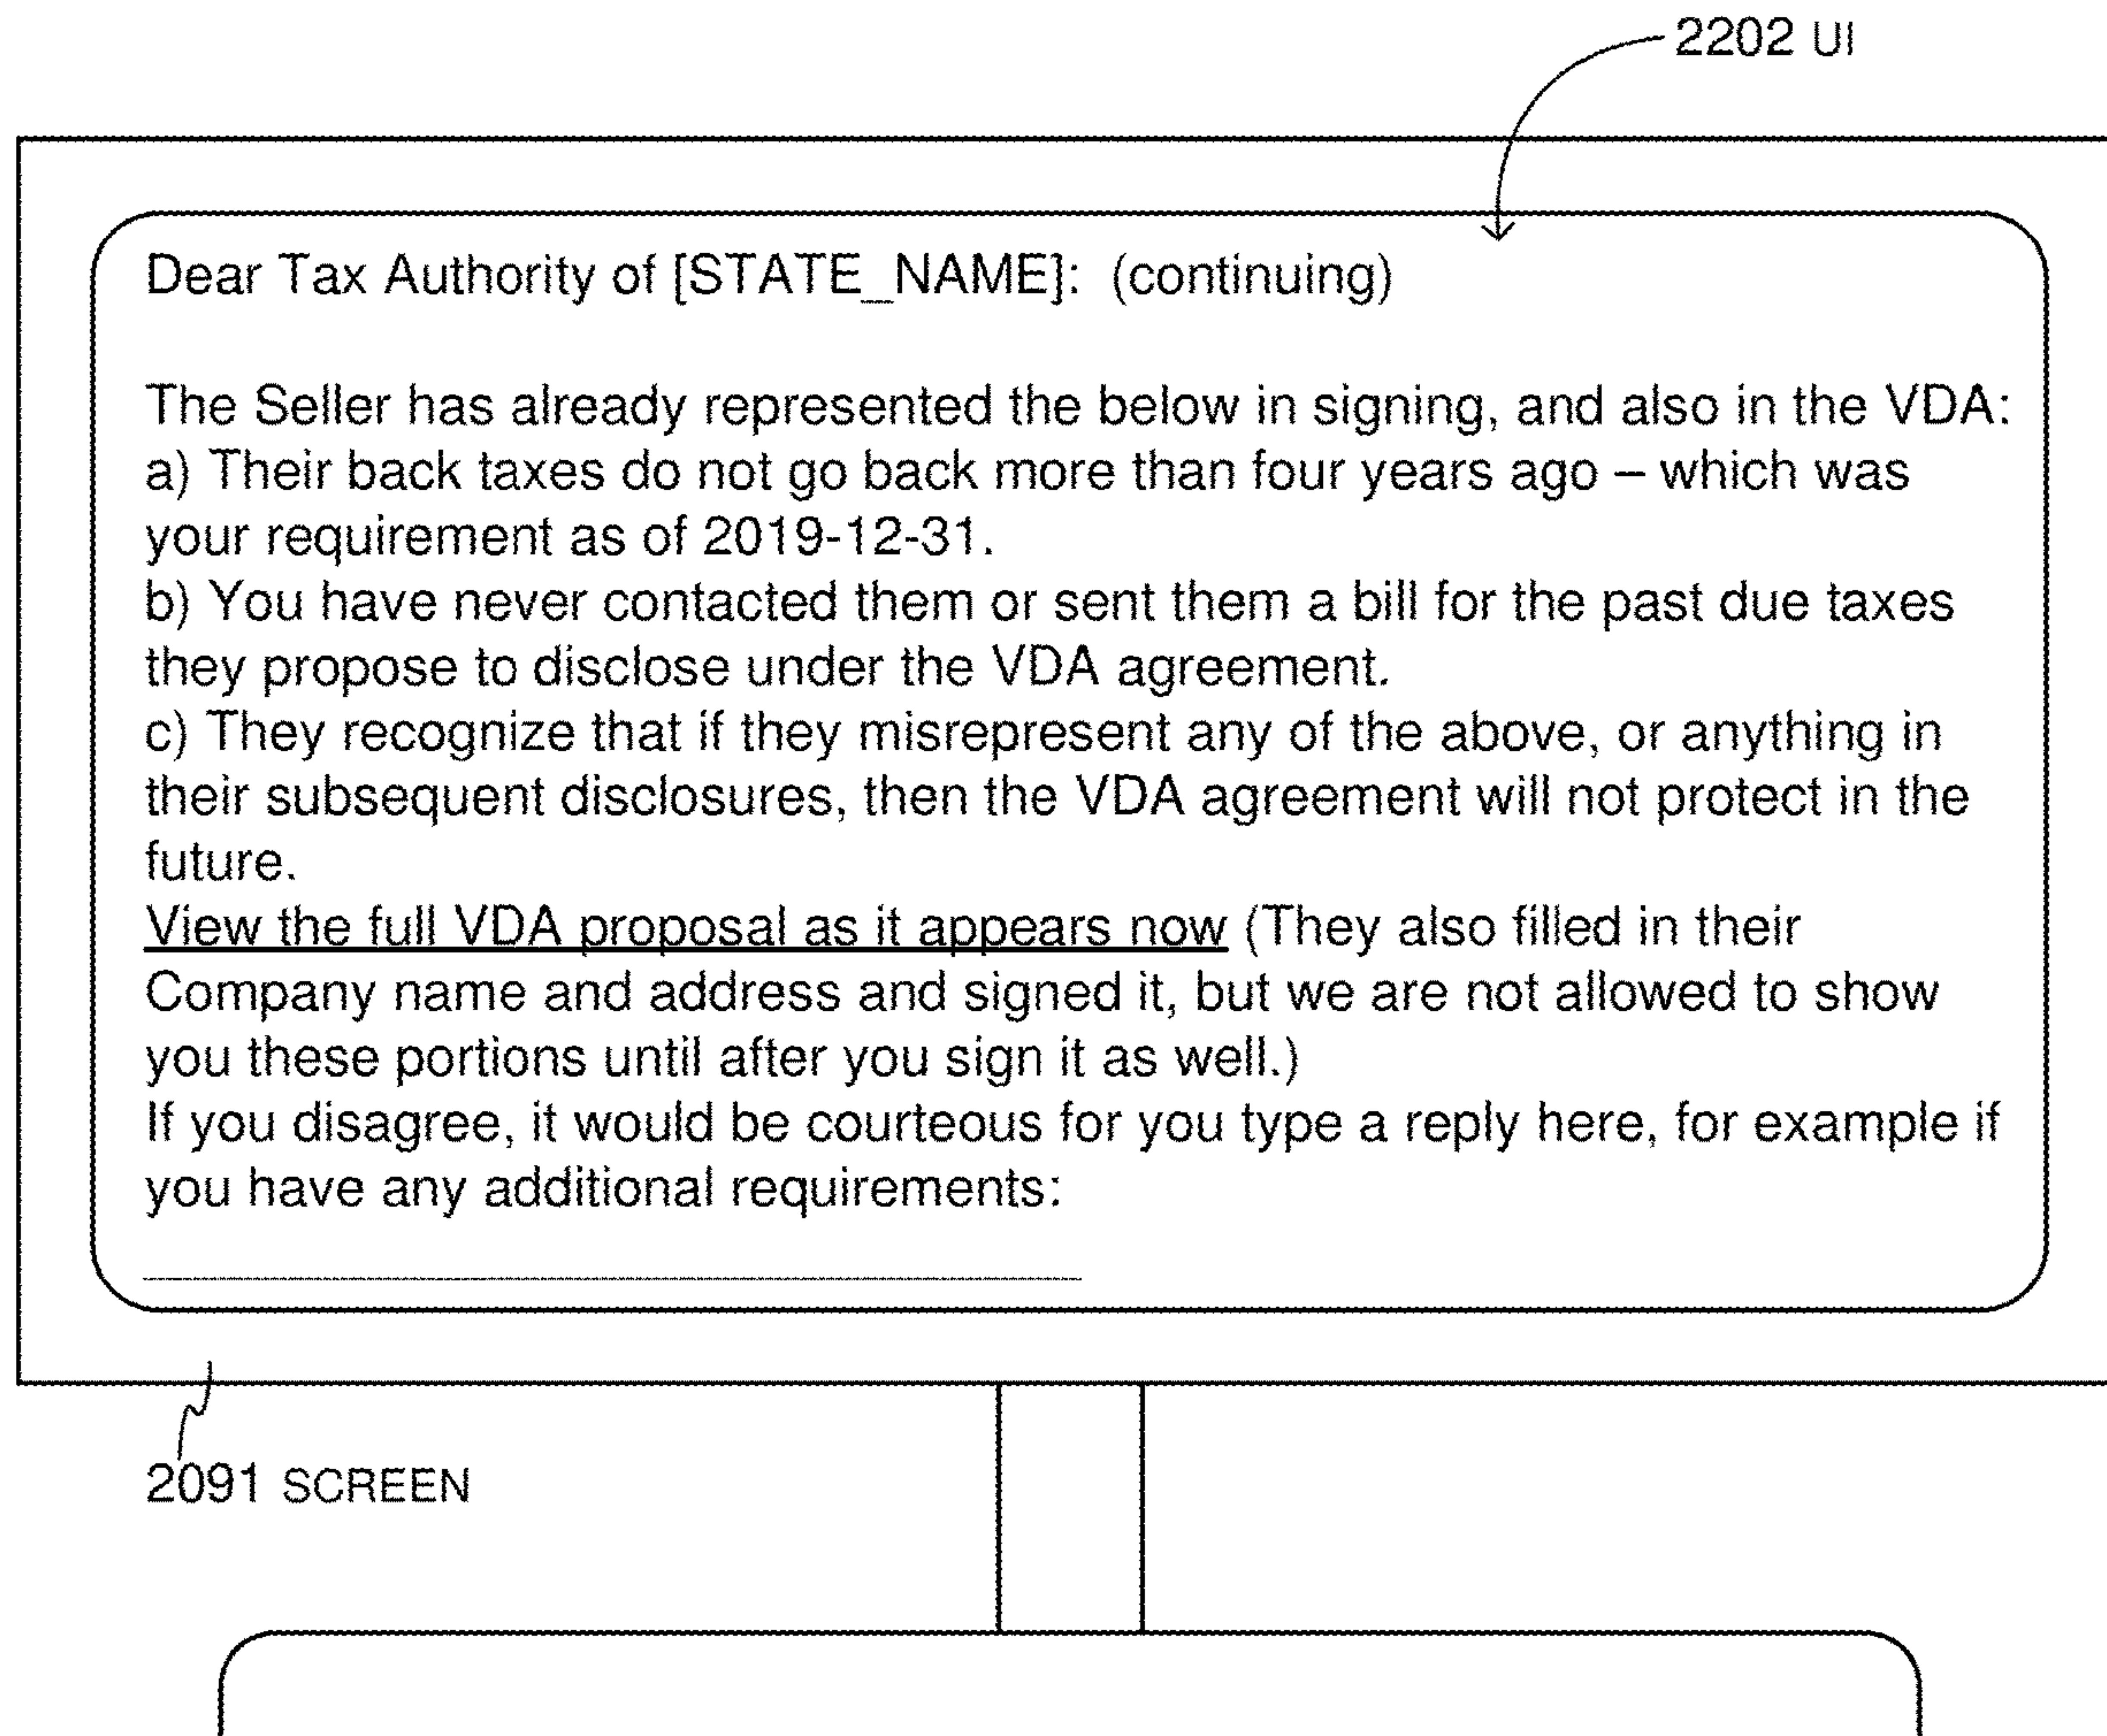 2202 UI
Dear Tax Authority of [STATE_NAME]:  (continuing)
The Seller has already represented the below in signing, and also in the VDA:
a) Their back taxes do not go back more than four years ago – which was
your requirement as of 2019-12-31.
b) You have never contacted them or sent them a bill for the past due taxes
they propose to disclose under the VDA agreement.
c) They recognize that if they misrepresent any of the above, or anything in
their subsequent disclosures, then the VDA agreement will not protect in the
future.
View the full VDA proposal as it appears now (They also filled in their
Company name and address and signed it, but we are not allowed to show
you these portions until after you sign it as well.)
If you disagree, it would be courteous for you type a reply here, for example if
you have any additional requirements:
2091 SCREEN